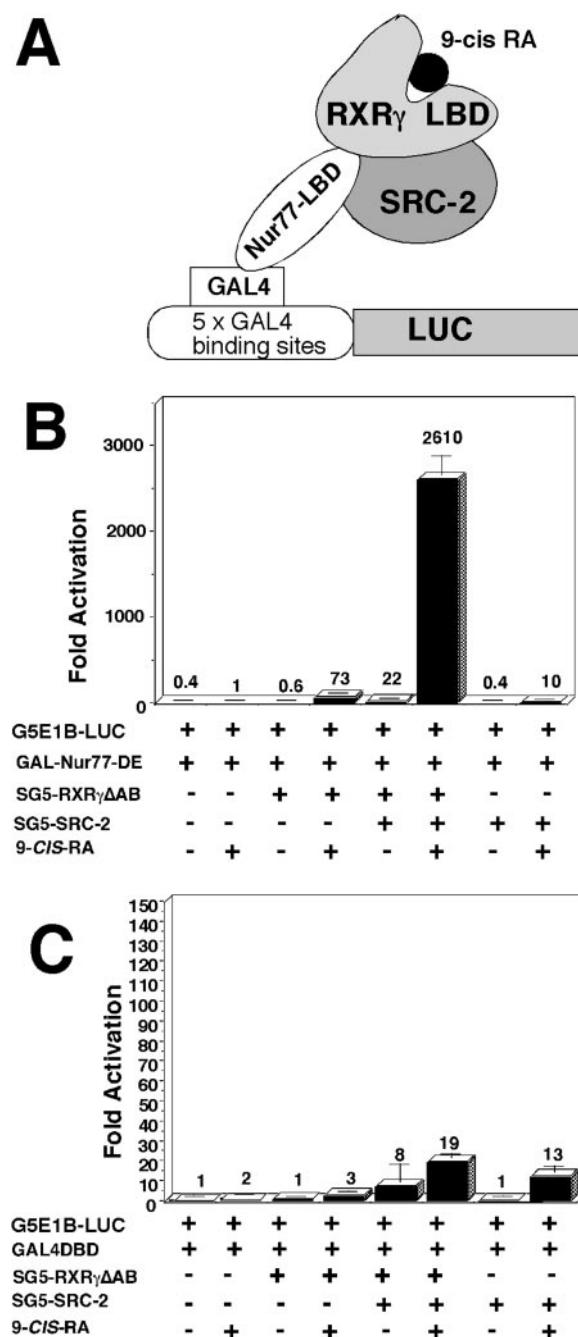 A
9-cis RA
RXRγ LBD
SRC-2
Nur77-LBD
GAL4
5 x GAL4
binding sites
LUC
B
Fold Activation
3000
2000
1000
0
0.4 1 0.6 73 22 2610 0.4 10
G5E1B-LUC + + + + + + + +
GAL-Nur77-DE + + + + + + + +
SG5-RXRγΔAB - - + + + + - -
SG5-SRC-2 - - - - + + + +
9-CIS-RA - + - + - + - +
C
Fold Activation
150
140
130
120
110
100
90
80
70
60
50
40
30
20
10
0
1 2 1 3 8 19 1 13
G5E1B-LUC + + + + + + + +
GAL4DBD + + + + + + + +
SG5-RXRγΔAB - - + + + + - -
SG5-SRC-2 - - - - + + + +
9-CIS-RA - + - + - + - +